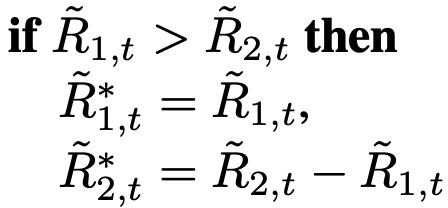 if R̃₁,ₜ > R̃₂,ₜ then
R̃*₁,ₜ = R̃₁,ₜ,
R̃*₂,ₜ = R̃₂,ₜ − R̃₁,ₜ